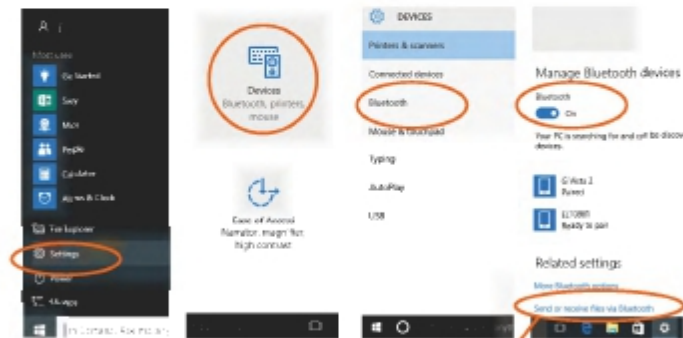 Most used
Get Started
Sway
Mail
People
Calculator
Alarms & Clock
File Explorer
Settings
Power
All apps
Devices
Bluetooth, printers,
mouse
Ease of Access
Narrator, magnifier,
high contrast
DEVICES
Printers & scanners
Connected devices
Bluetooth
Mouse & touchpad
Typing
AutoPlay
USB
Manage Bluetooth devices
Bluetooth
On
Your PC is searching for and can be discov
devices.
Paired
Ready to pair
Related settings
More Bluetooth options
Send or receive files via Bluetooth